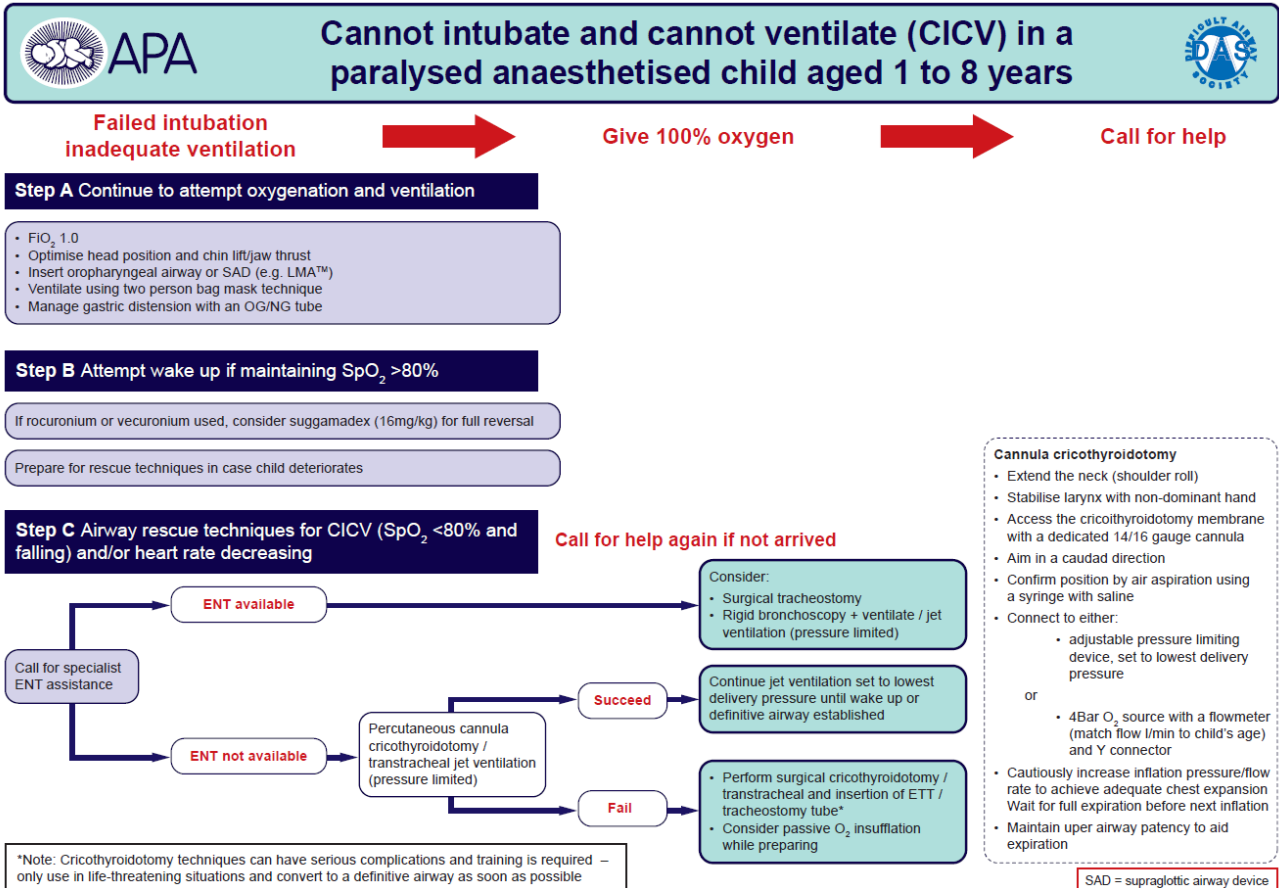 APA
Cannot intubate and cannot ventilate (CICV) in a
paralysed anaesthetised child aged 1 to 8 years
DIFFICULT AIRWAY
DAS
SOCIETY
Failed intubation
inadequate ventilation
Give 100% oxygen
Call for help
Step A Continue to attempt oxygenation and ventilation
• FiO2 1.0
• Optimise head position and chin lift/jaw thrust
• Insert oropharyngeal airway or SAD (e.g. LMA™)
• Ventilate using two person bag mask technique
• Manage gastric distension with an OG/NG tube
Step B Attempt wake up if maintaining SpO2 >80%
If rocuronium or vecuronium used, consider suggamadex (16mg/kg) for full reversal
Prepare for rescue techniques in case child deteriorates
Step C Airway rescue techniques for CICV (SpO2 <80% and
falling) and/or heart rate decreasing
Call for help again if not arrived
Call for specialist
ENT assistance
ENT available
Consider:
• Surgical tracheostomy
• Rigid bronchoscopy + ventilate / jet
ventilation (pressure limited)
ENT not available
Percutaneous cannula
cricothyroidotomy /
transtracheal jet ventilation
(pressure limited)
Succeed
Continue jet ventilation set to lowest
delivery pressure until wake up or
definitive airway established
Fail
• Perform surgical cricothyroidotomy /
transtracheal and insertion of ETT /
tracheostomy tube*
• Consider passive O2 insufflation
while preparing
Cannula cricothyroidotomy
• Extend the neck (shoulder roll)
• Stabilise larynx with non-dominant hand
• Access the cricoithyroidotomy membrane
with a dedicated 14/16 gauge cannula
• Aim in a caudad direction
• Confirm position by air aspiration using
a syringe with saline
• Connect to either:
• adjustable pressure limiting
device, set to lowest delivery
pressure
or
• 4Bar O2 source with a flowmeter
(match flow l/min to child's age)
and Y connector
• Cautiously increase inflation pressure/flow
rate to achieve adequate chest expansion
Wait for full expiration before next inflation
• Maintain uper airway patency to aid
expiration
*Note: Cricothyroidotomy techniques can have serious complications and training is required –
only use in life-threatening situations and convert to a definitive airway as soon as possible
SAD = supraglottic airway device